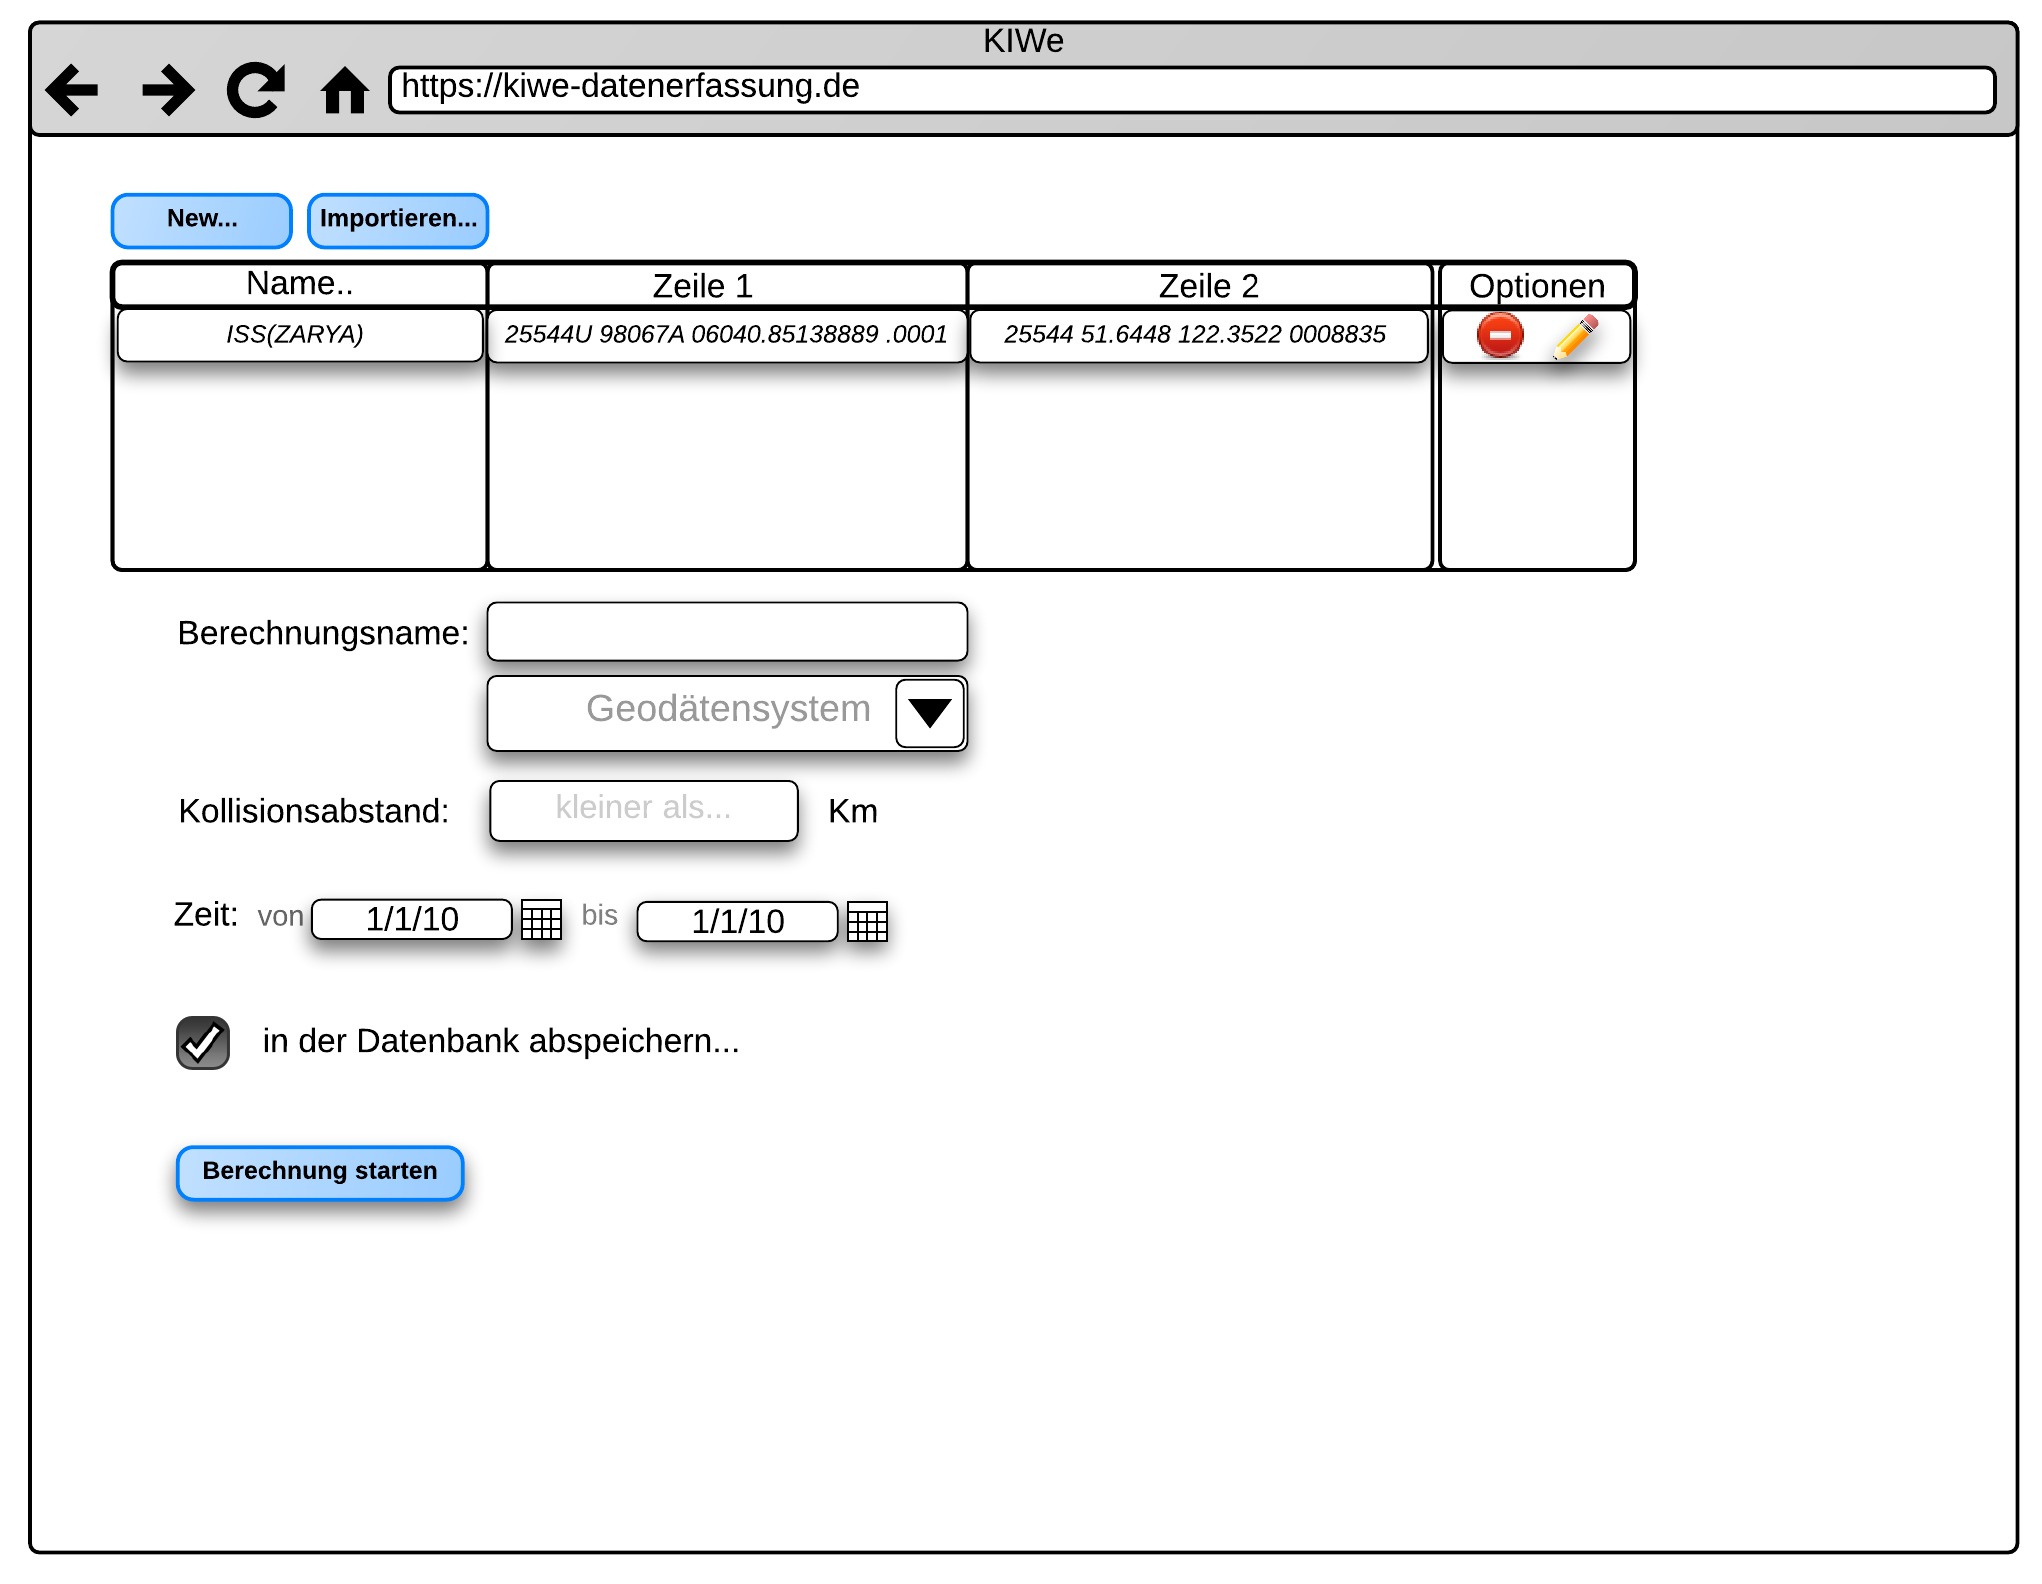 KIWe
https://kiwe-datenerfassung.de
New... Importieren...
Name.. Zeile 1 Zeile 2 Optionen
ISS(ZARYA) 25544U 98067A 06040.85138889 .0001 25544 51.6448 122.3522 0008835
Berechnungsname:
Geodätensystem
Kollisionsabstand: kleiner als... Km
Zeit: von 1/1/10 bis 1/1/10
in der Datenbank abspeichern...
Berechnung starten